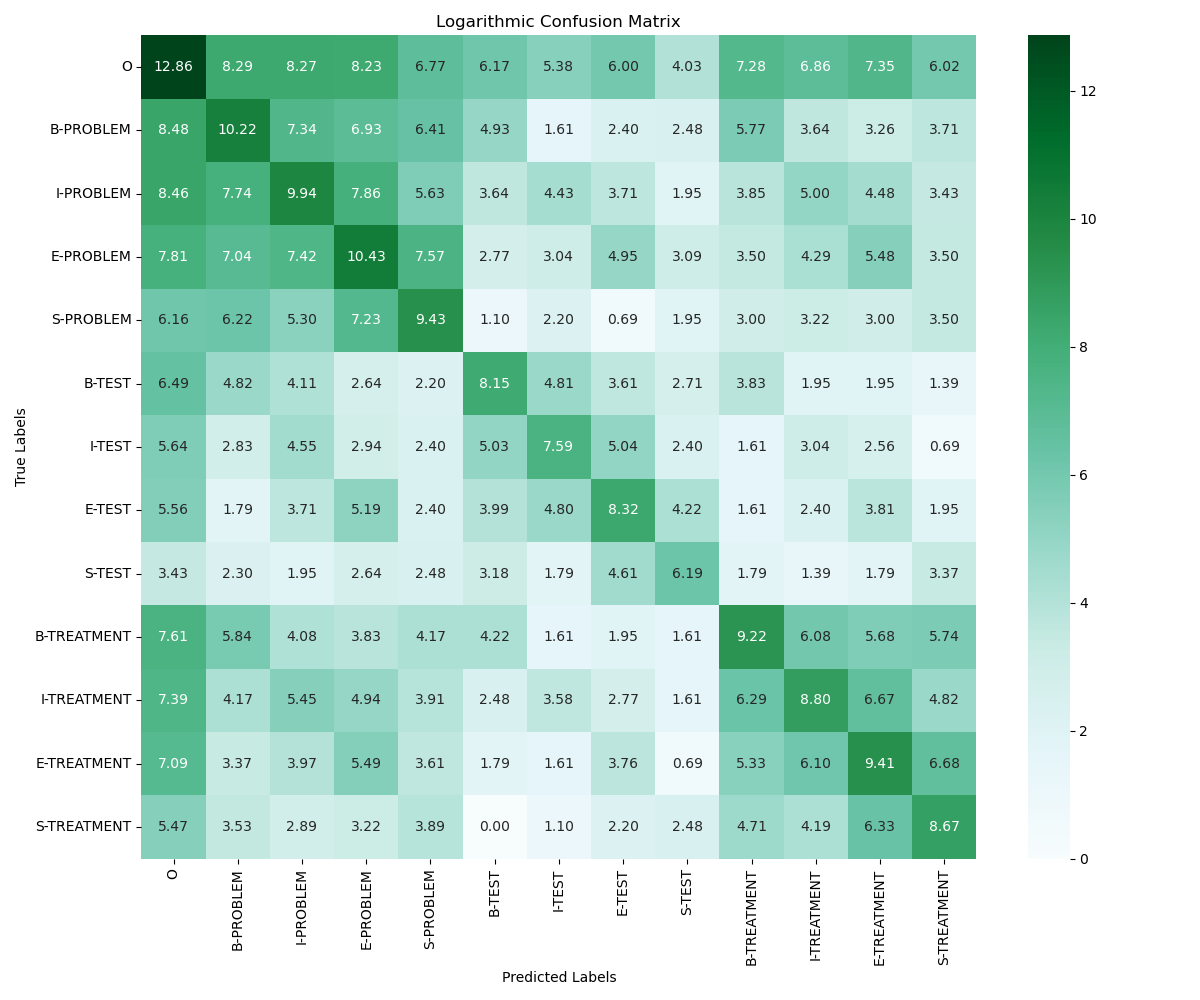 Logarithmic Confusion Matrix
O 12.86 8.29 8.27 8.23 6.77 6.17 5.38 6.00 4.03 7.28 6.86 7.35 6.02
B-PROBLEM 8.48 10.22 7.34 6.93 6.41 4.93 1.61 2.40 2.48 5.77 3.64 3.26 3.71
I-PROBLEM 8.46 7.74 9.94 7.86 5.63 3.64 4.43 3.71 1.95 3.85 5.00 4.48 3.43
E-PROBLEM 7.81 7.04 7.42 10.43 7.57 2.77 3.04 4.95 3.09 3.50 4.29 5.48 3.50
S-PROBLEM 6.16 6.22 5.30 7.23 9.43 1.10 2.20 0.69 1.95 3.00 3.22 3.00 3.50
B-TEST 6.49 4.82 4.11 2.64 2.20 8.15 4.81 3.61 2.71 3.83 1.95 1.95 1.39
I-TEST 5.64 2.83 4.55 2.94 2.40 5.03 7.59 5.04 2.40 1.61 3.04 2.56 0.69
E-TEST 5.56 1.79 3.71 5.19 2.40 3.99 4.80 8.32 4.22 1.61 2.40 3.81 1.95
S-TEST 3.43 2.30 1.95 2.64 2.48 3.18 1.79 4.61 6.19 1.79 1.39 1.79 3.37
B-TREATMENT 7.61 5.84 4.08 3.83 4.17 4.22 1.61 1.95 1.61 9.22 6.08 5.68 5.74
I-TREATMENT 7.39 4.17 5.45 4.94 3.91 2.48 3.58 2.77 1.61 6.29 8.80 6.67 4.82
E-TREATMENT 7.09 3.37 3.97 5.49 3.61 1.79 1.61 3.76 0.69 5.33 6.10 9.41 6.68
S-TREATMENT 5.47 3.53 2.89 3.22 3.89 0.00 1.10 2.20 2.48 4.71 4.19 6.33 8.67
O B-PROBLEM I-PROBLEM E-PROBLEM S-PROBLEM B-TEST I-TEST E-TEST S-TEST B-TREATMENT I-TREATMENT E-TREATMENT S-TREATMENT
Predicted Labels
True Labels
12
10
8
6
4
2
0